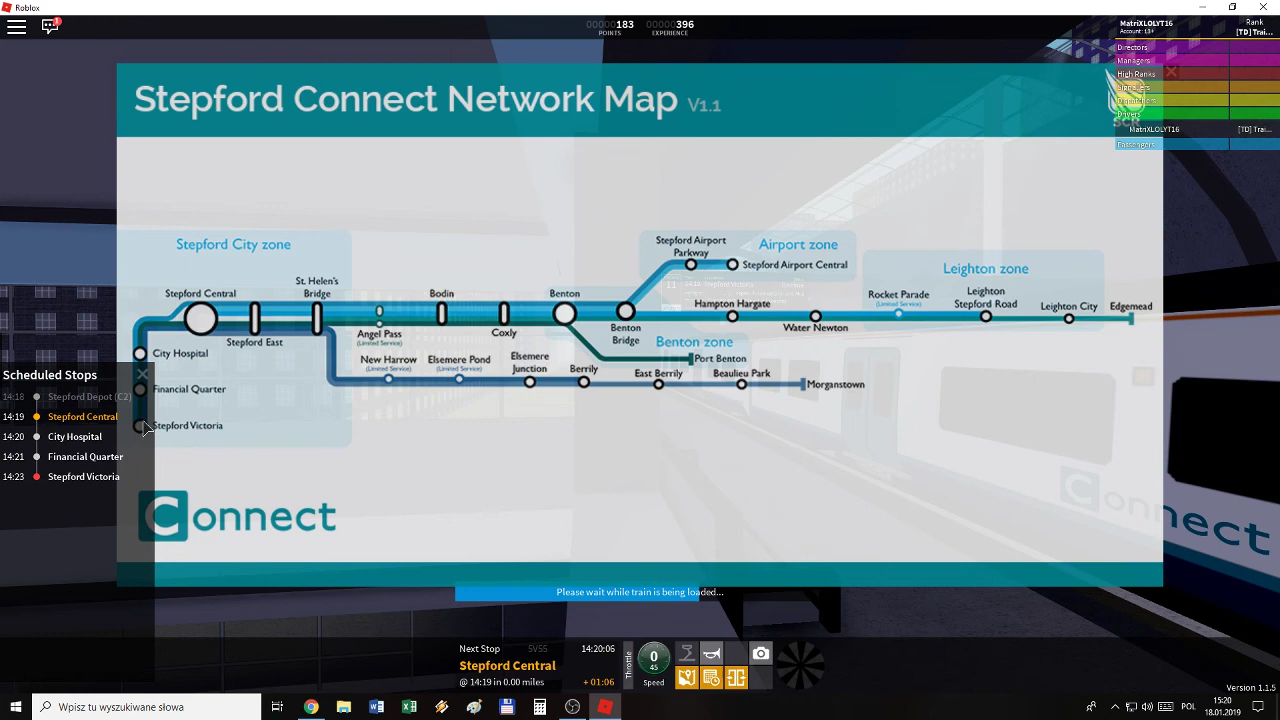 Roblox
1
00000183
POINTS
00000396
EXPERIENCE
MatriXLOLYT16
Account: 13+
Rank
[TD] Trai...
Directors
Managers
High Ranks
Signallers
Dispatchers
Drivers
SCR
MatriXLOLYT16 [TD] Trai...
Passengers
Stepford Connect Network Map V1.1
Stepford City zone
Stepford Airport
Parkway
Airport zone
Stepford Airport Central
Leighton zone
Stepford Central
St. Helen's
Bridge
Bodin
Benton
Hampton Hargate
Rocket Parade
(Limited Service)
Leighton
Stepford Road
Leighton City
Edgemead
Stepford East
Angel Pass
(Limited Service)
Coxly
Benton
Bridge
Water Newton
Benton zone
City Hospital
New Harrow
(Limited Service)
Elsemere Pond
(Limited Service)
Elsemere
Junction
Berrily
Port Benton
East Berrily
Beaulieu Park
Morganstown
Financial Quarter
Stepford Victoria
Scheduled Stops
14:18 Stepford Depot (C2)
14:19 Stepford Central
14:20 City Hospital
14:21 Financial Quarter
14:23 Stepford Victoria
Connect
Connect
Please wait while train is being loaded...
Next Stop 5V55 14:20:06
Stepford Central
@ 14:19 in 0.00 miles + 01:06
Throttle
0
45
Speed
Version 1.1.5
Wpisz tu wyszukiwane słowa
POL
15:20
18.01.2019